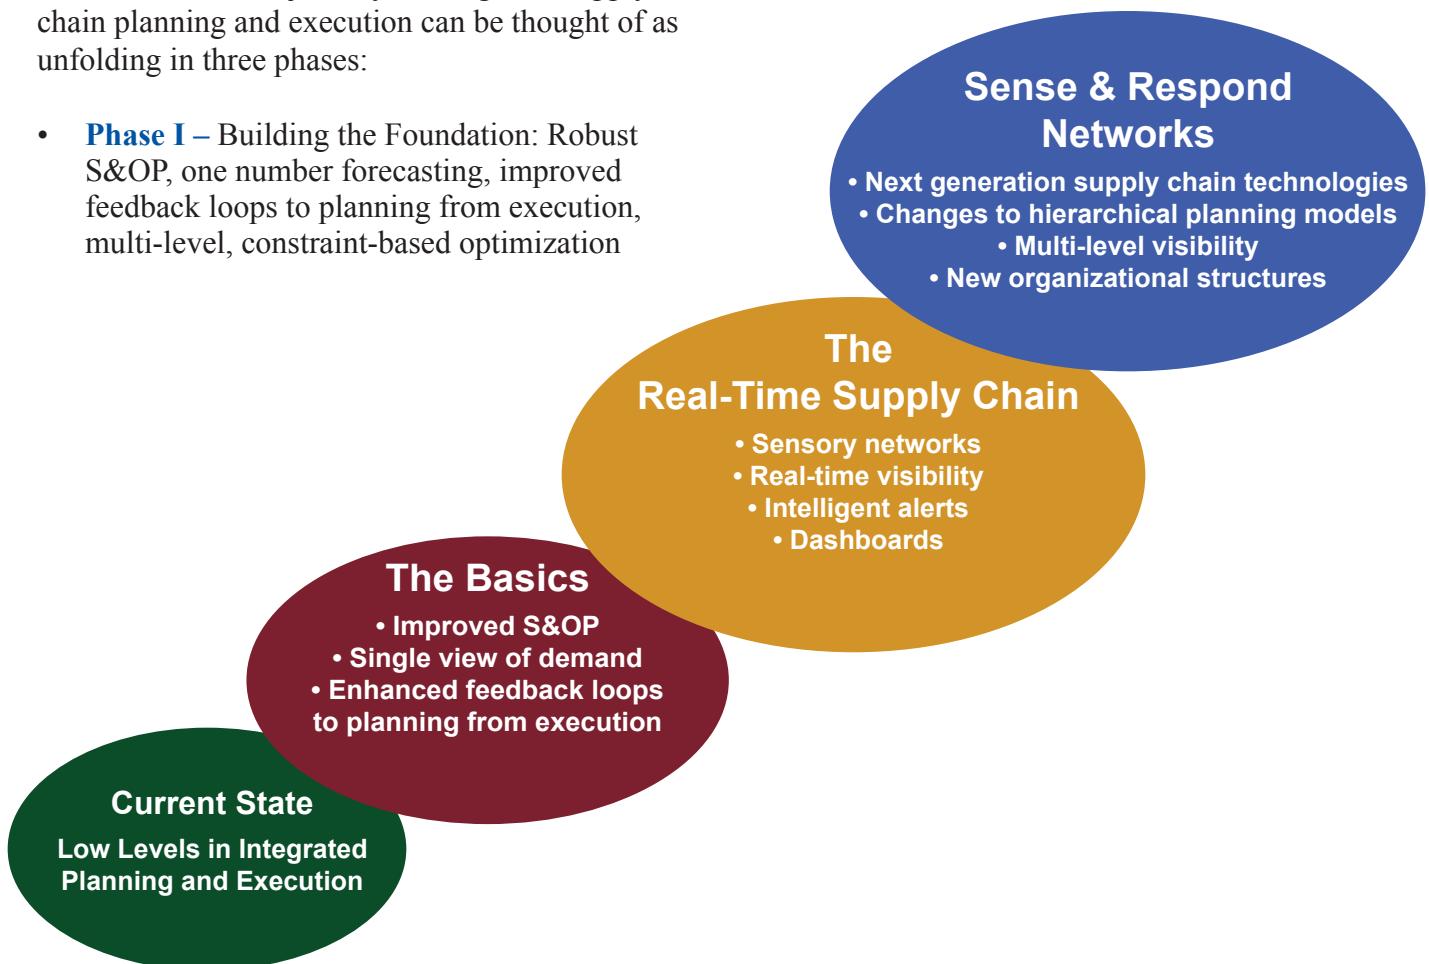 chain planning and execution can be thought of as
unfolding in three phases:
• Phase I – Building the Foundation: Robust
S&OP, one number forecasting, improved
feedback loops to planning from execution,
multi-level, constraint-based optimization
Sense & Respond
Networks
• Next generation supply chain technologies
• Changes to hierarchical planning models
• Multi-level visibility
• New organizational structures
The
Real-Time Supply Chain
• Sensory networks
• Real-time visibility
• Intelligent alerts
• Dashboards
The Basics
• Improved S&OP
• Single view of demand
• Enhanced feedback loops
to planning from execution
Current State
Low Levels in Integrated
Planning and Execution